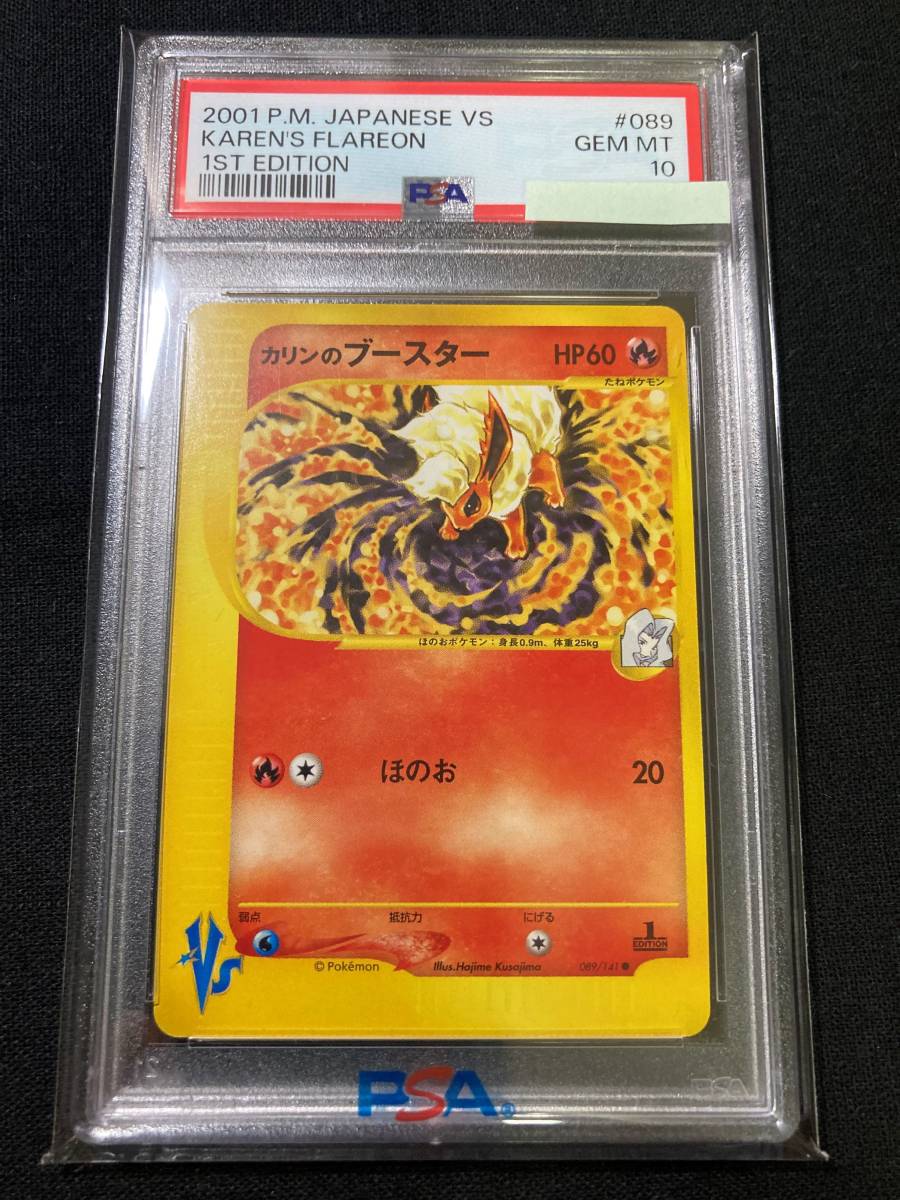 2001 P.M. JAPANESE VS #089
KAREN'S FLAREON GEM MT
1ST EDITION 10
PSA
カリンのブースター HP60
たねポケモン
ほのおポケモン：身長0.9m、体重25kg
ほのお 20
弱点 抵抗力 にげる
1
EDITION
VS
© Pokémon Illus.Hajime Kusajima 089/141 ●
PSA®
PSA